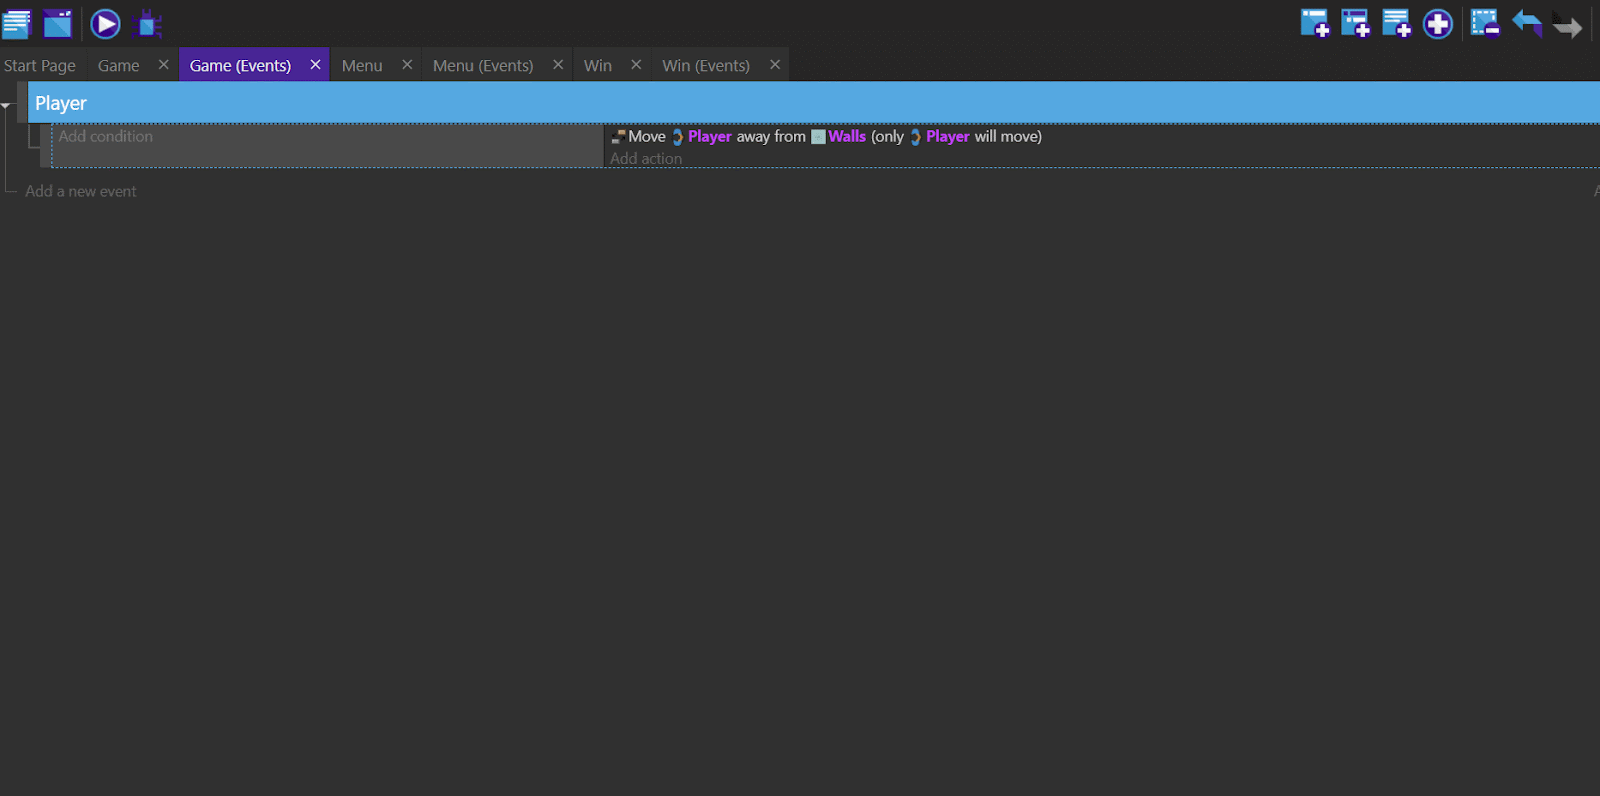 Start Page Game Game (Events) Menu Menu (Events) Win Win (Events)
Player
Add condition
Move Player away from Walls (only Player will move)
Add action
Add a new event